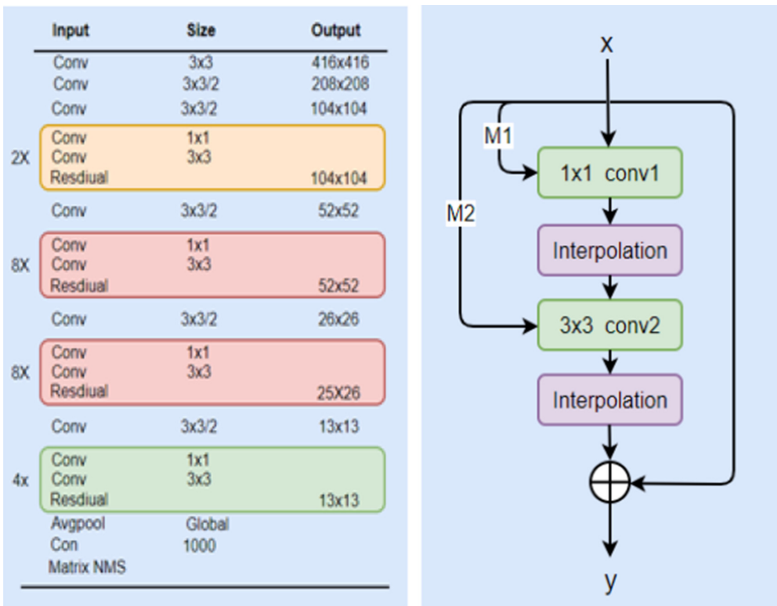 Input Size Output
Conv 3x3 416x416
Conv 3x3/2 208x208
Conv 3x3/2 104x104
2X
Conv 1x1
Conv 3x3
Resdiual 104x104
Conv 3x3/2 52x52
8X
Conv 1x1
Conv 3x3
Resdiual 52x52
Conv 3x3/2 26x26
8X
Conv 1x1
Conv 3x3
Resdiual 25X26
Conv 3x3/2 13x13
4x
Conv 1x1
Conv 3x3
Resdiual 13x13
Avgpool Global
Con 1000
Matrix NMS
x
M1
1x1 conv1
M2
Interpolation
3x3 conv2
Interpolation
y